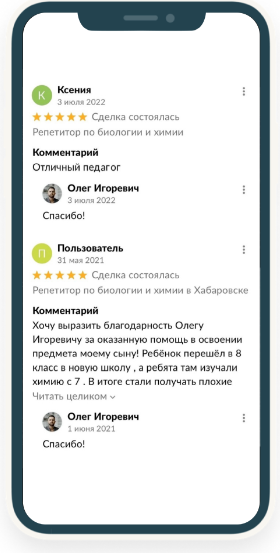 К
Ксения
3 июля 2022
Сделка состоялась
Репетитор по биологии и химии
Комментарий
Отличный педагог
Олег Игоревич
3 июля 2022
Спасибо!
П
Пользователь
31 мая 2021
Сделка состоялась
Репетитор по биологии и химии в Хабаровске
Комментарий
Хочу выразить благодарность Олегу
Игоревичу за оказанную помощь в освоении
предмета моему сыну! Ребёнок перешёл в 8
класс в новую школу , а ребята там изучали
химию с 7 . В итоге стали получать плохие
Читать целиком
Олег Игоревич
1 июня 2021
Спасибо!